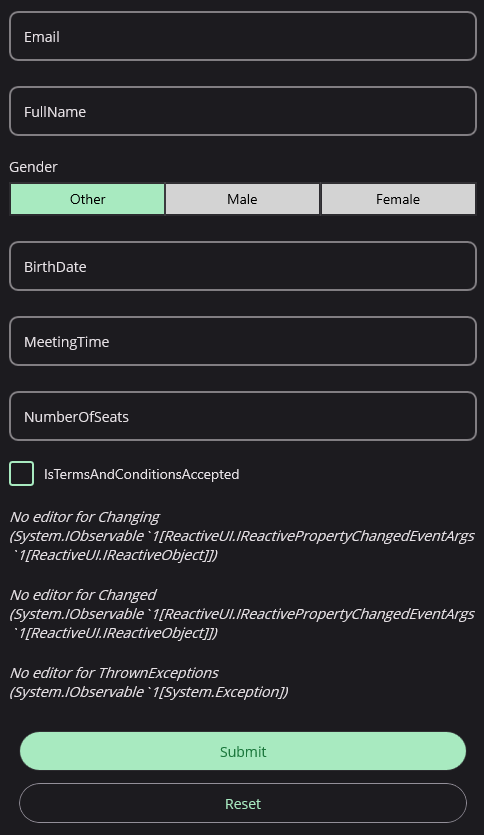 Email
FullName
Gender
Other Male Female
BirthDate
MeetingTime
NumberOfSeats
IsTermsAndConditionsAccepted
No editor for Changing
(System.IObservable`1[ReactiveUI.IReactivePropertyChangedEventArgs
`1[ReactiveUI.IReactiveObject]])
No editor for Changed
(System.IObservable`1[ReactiveUI.IReactivePropertyChangedEventArgs
`1[ReactiveUI.IReactiveObject]])
No editor for ThrownExceptions
(System.IObservable`1[System.Exception])
Submit
Reset